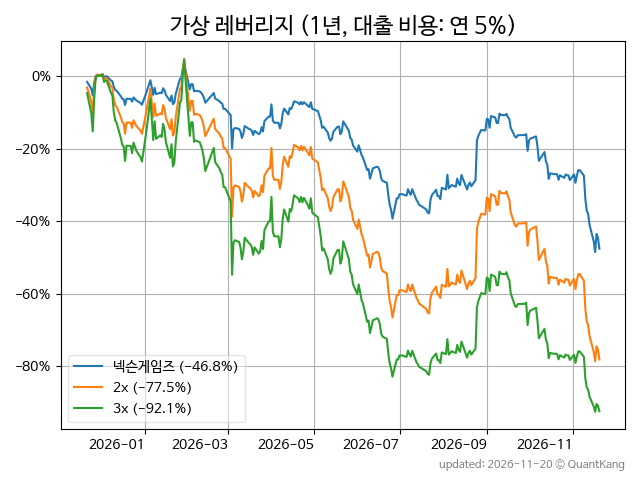 가상 레버리지 (1년, 대출 비용: 연 5%)
0%
−20%
−40%
−60%
−80%
넥슨게임즈 (−46.8%)
2x (−77.5%)
3x (−92.1%)
2026-01 2026-03 2026-05 2026-07 2026-09 2026-11
updated: 2026-11-20 © QuantKang